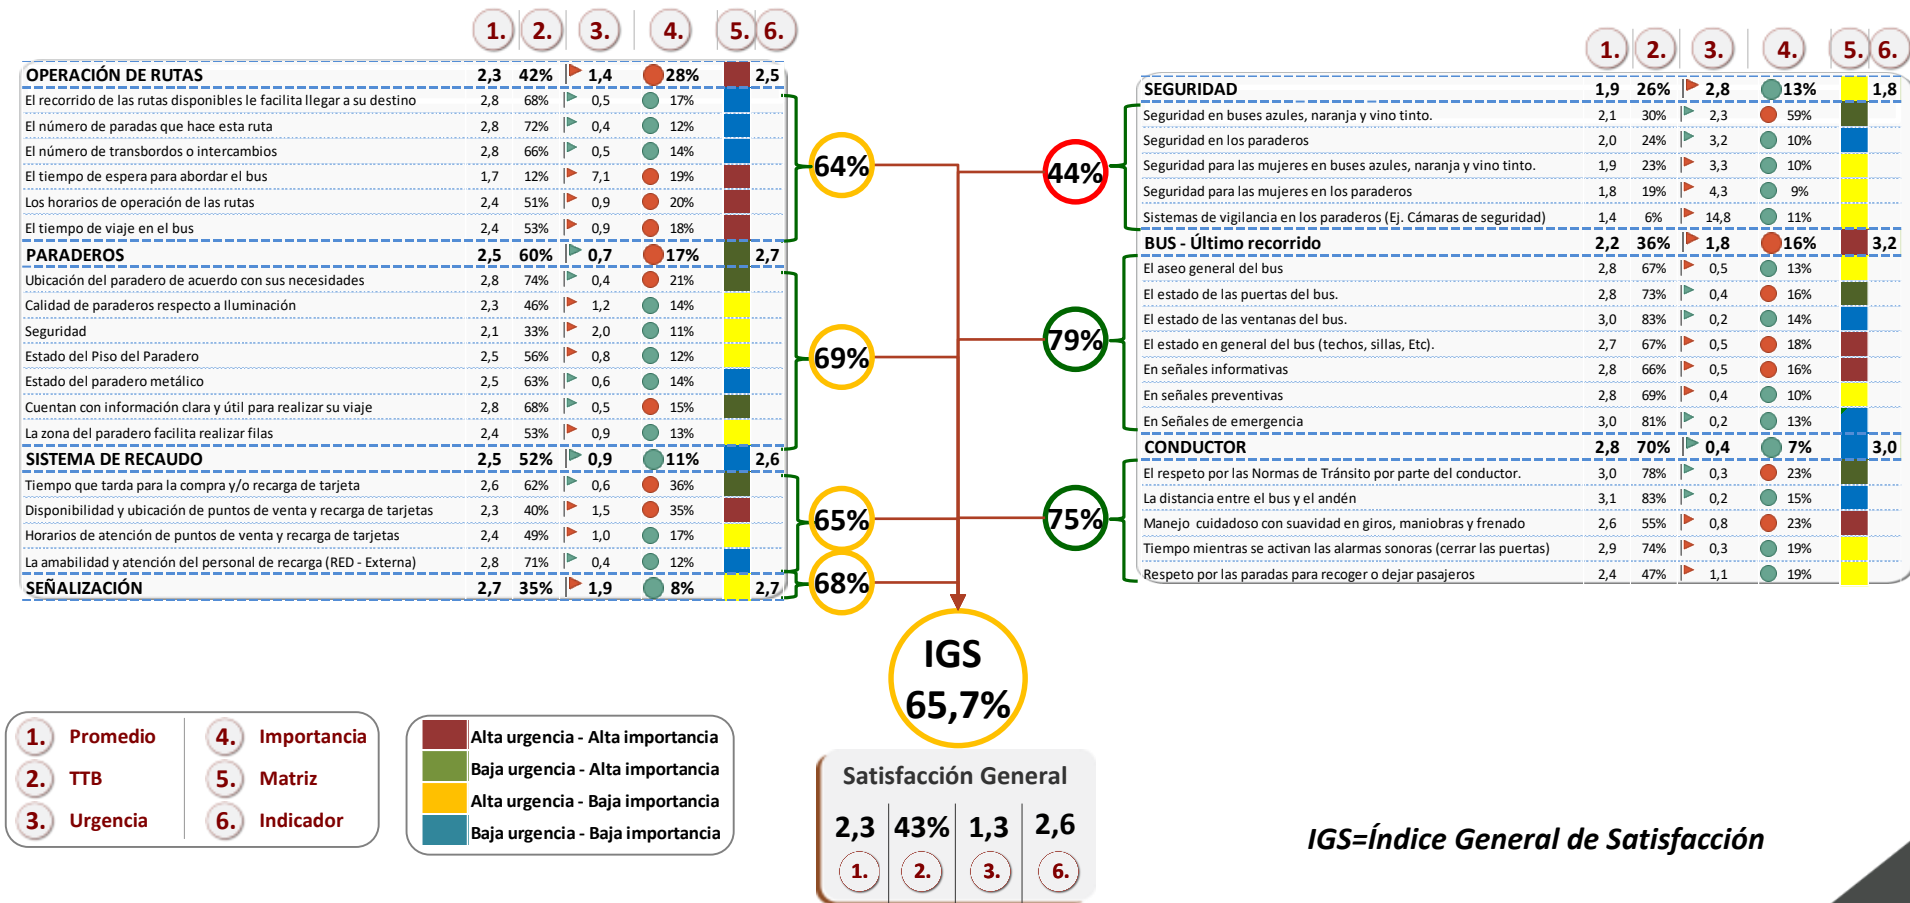 1. 2. 3. 4. 5. 6.
OPERACIÓN DE RUTAS 2,3 42% 1,4 28% 2,5
El recorrido de las rutas disponibles le facilita llegar a su destino 2,8 68% 0,5 17%
El número de paradas que hace esta ruta 2,8 72% 0,4 12%
El número de transbordos o intercambios 2,8 66% 0,5 14%
El tiempo de espera para abordar el bus 1,7 12% 7,1 19%
Los horarios de operación de las rutas 2,4 51% 0,9 20%
El tiempo de viaje en el bus 2,4 53% 0,9 18%
PARADEROS 2,5 60% 0,7 17% 2,7
Ubicación del paradero de acuerdo con sus necesidades 2,8 74% 0,4 21%
Calidad de paraderos respecto a Iluminación 2,3 46% 1,2 14%
Seguridad 2,1 33% 2,0 11%
Estado del Piso del Paradero 2,5 56% 0,8 12%
Estado del paradero metálico 2,5 63% 0,6 14%
Cuentan con información clara y útil para realizar su viaje 2,8 68% 0,5 15%
La zona del paradero facilita realizar filas 2,4 53% 0,9 13%
SISTEMA DE RECAUDO 2,5 52% 0,9 11% 2,6
Tiempo que tarda para la compra y/o recarga de tarjeta 2,6 62% 0,6 36%
Disponibilidad y ubicación de puntos de venta y recarga de tarjetas 2,3 40% 1,5 35%
Horarios de atención de puntos de venta y recarga de tarjetas 2,4 49% 1,0 17%
La amabilidad y atención del personal de recarga (RED - Externa) 2,8 71% 0,4 12%
SEÑALIZACIÓN 2,7 35% 1,9 8% 2,7
64%
69%
65%
68%
1. 2. 3. 4. 5. 6.
SEGURIDAD 1,9 26% 2,8 13% 1,8
Seguridad en buses azules, naranja y vino tinto. 2,1 30% 2,3 59%
Seguridad en los paraderos 2,0 24% 3,2 10%
Seguridad para las mujeres en buses azules, naranja y vino tinto. 1,9 23% 3,3 10%
Seguridad para las mujeres en los paraderos 1,8 19% 4,3 9%
Sistemas de vigilancia en los paraderos (Ej. Cámaras de seguridad) 1,4 6% 14,8 11%
BUS - Último recorrido 2,2 36% 1,8 16% 3,2
El aseo general del bus 2,8 67% 0,5 13%
El estado de las puertas del bus. 2,8 73% 0,4 16%
El estado de las ventanas del bus. 3,0 83% 0,2 14%
El estado en general del bus (techos, sillas, Etc). 2,7 67% 0,5 18%
En señales informativas 2,8 66% 0,5 16%
En señales preventivas 2,8 69% 0,4 10%
En Señales de emergencia 3,0 81% 0,2 13%
CONDUCTOR 2,8 70% 0,4 7% 3,0
El respeto por las Normas de Tránsito por parte del conductor. 3,0 78% 0,3 23%
La distancia entre el bus y el andén 3,1 83% 0,2 15%
Manejo cuidadoso con suavidad en giros, maniobras y frenado 2,6 55% 0,8 23%
Tiempo mientras se activan las alarmas sonoras (cerrar las puertas) 2,9 74% 0,3 19%
Respeto por las paradas para recoger o dejar pasajeros 2,4 47% 1,1 19%
44%
79%
75%
IGS
65,7%
1. Promedio
2. TTB
3. Urgencia
4. Importancia
5. Matriz
6. Indicador
Alta urgencia - Alta importancia
Baja urgencia - Alta importancia
Alta urgencia - Baja importancia
Baja urgencia - Baja importancia
Satisfacción General
2,3 43% 1,3 2,6
1. 2. 3. 6.
IGS=Índice General de Satisfacción